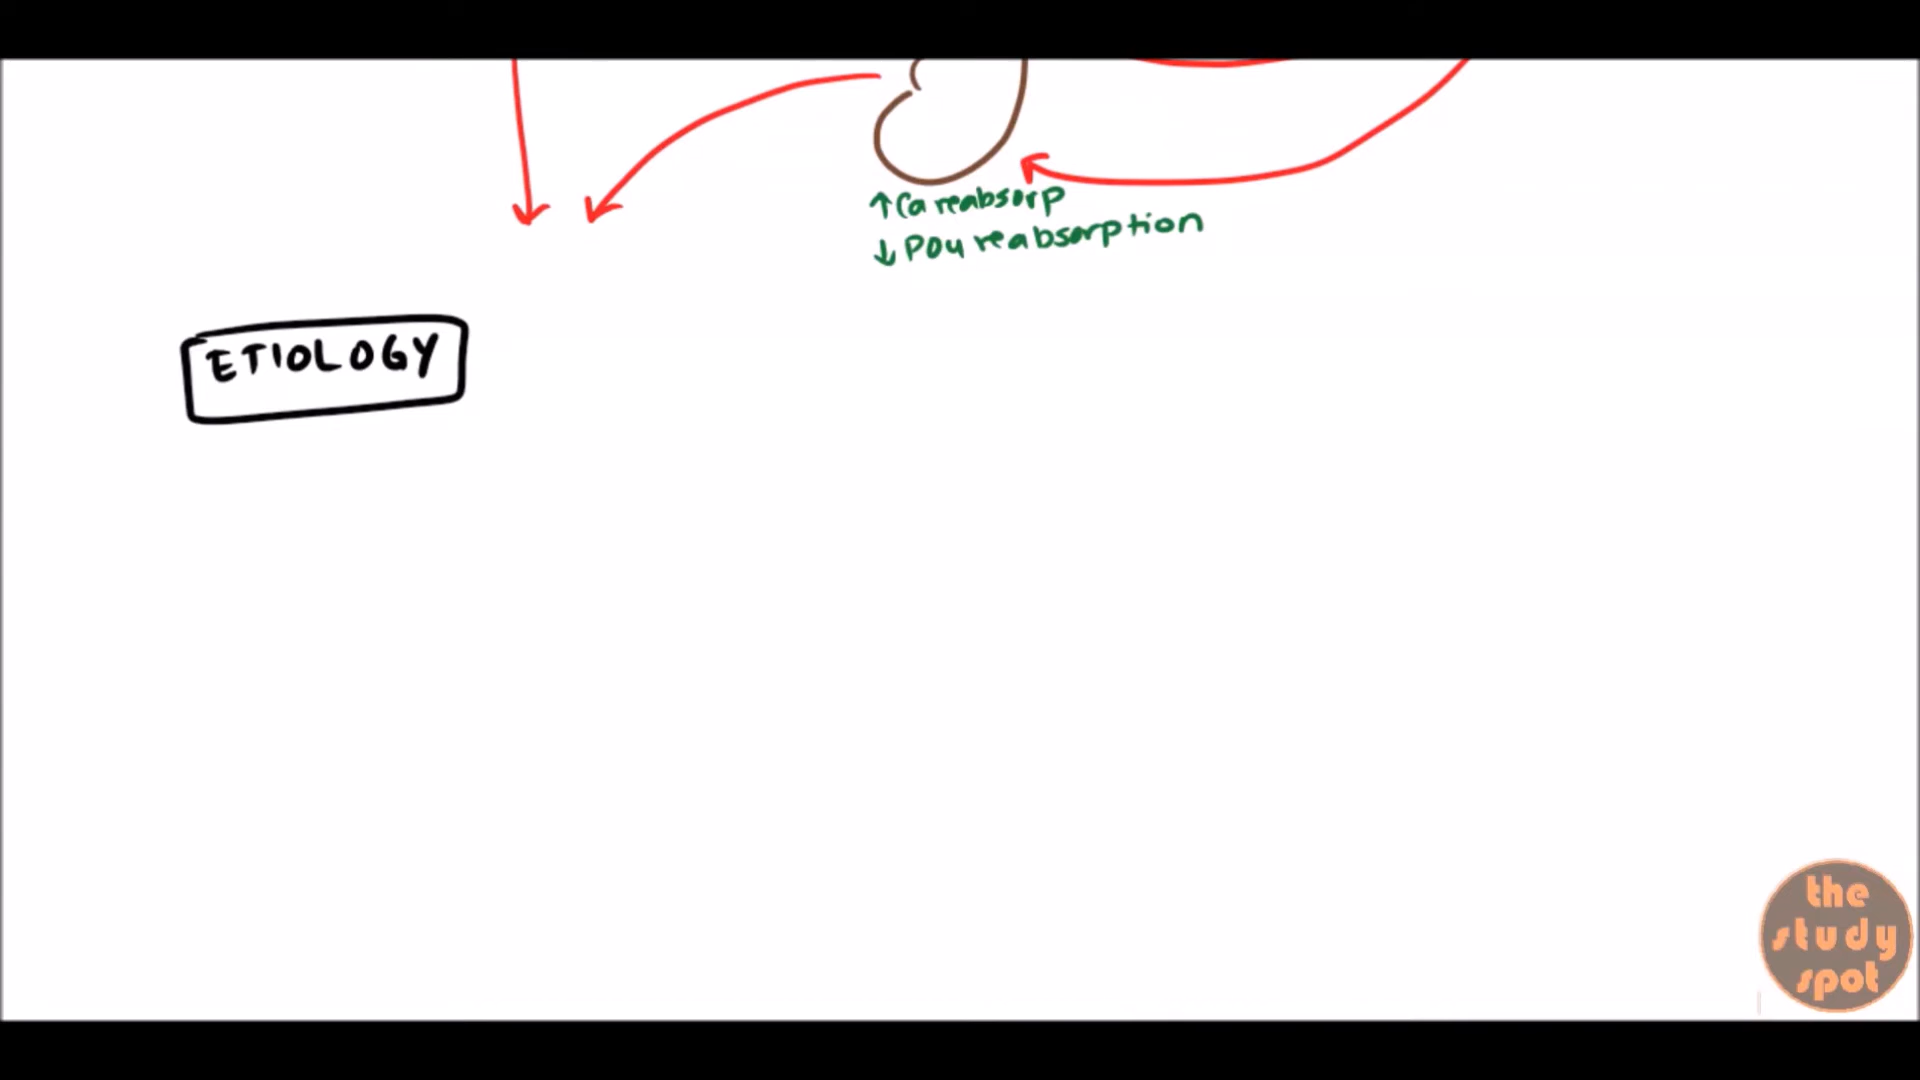 ↑ Ca reabsorp
↓ PO4 reabsorption
ETIOLOGY
the
study
spot